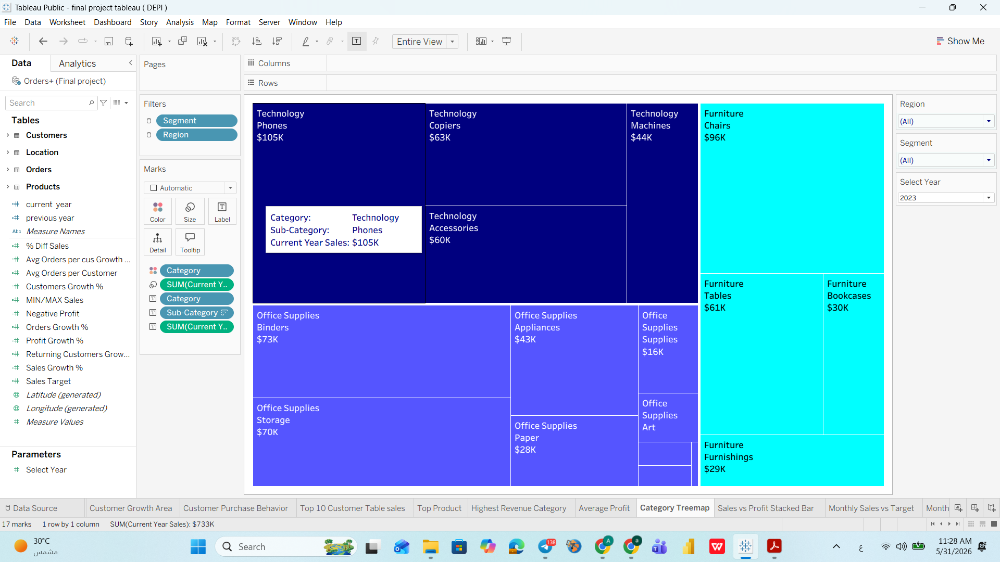 Tableau Public - final project tableau ( DEPI )
File Data Worksheet Dashboard Story Analysis Map Format Server Window Help
Entire View
Show Me
Data
Analytics
Orders+ (Final project)
Search
Tables
Customers
Location
Orders
Products
current year
previous year
Abc Measure Names
% Diff Sales
Avg Orders per cus Growth ...
Avg Orders per Customer
Customers Growth %
MIN/MAX Sales
Negative Profit
Orders Growth %
Profit Growth %
Returning Customers Grow...
Sales Growth %
Sales Target
Latitude (generated)
Longitude (generated)
Measure Values
Parameters
Select Year
Pages
Filters
Segment
Region
Marks
Automatic
Color
Size
Label
Detail
Tooltip
Category
SUM(Current Y..
Category
Sub-Category
SUM(Current Y..
Columns
Rows
Technology
Phones
$105K
Category: Technology
Sub-Category: Phones
Current Year Sales: $105K
Technology
Copiers
$63K
Technology
Accessories
$60K
Technology
Machines
$44K
Furniture
Chairs
$96K
Furniture
Tables
$61K
Furniture
Bookcases
$30K
Furniture
Furnishings
$29K
Office Supplies
Binders
$73K
Office Supplies
Storage
$70K
Office Supplies
Appliances
$43K
Office Supplies
Paper
$28K
Office
Supplies
Supplies
$16K
Office
Supplies
Art
Region
(All)
Segment
(All)
Select Year
2023
Data Source
Customer Growth Area
Customer Purchase Behavior
Top 10 Customer Table sales
Top Product
Highest Revenue Category
Average Profit
Category Treemap
Sales vs Profit Stacked Bar
Monthly Sales vs Target
Month
17 marks 1 row by 1 column SUM(Current Year Sales): $733K
30°C
مشمس
Search
138
A
a
ع
11:28 AM
5/31/2026